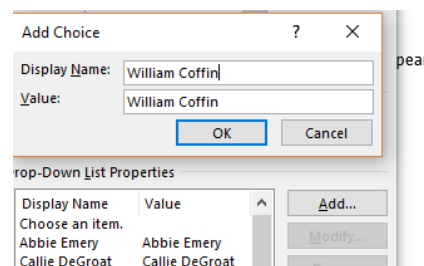 Add Choice ? ×
Display Name: William Coffin
pear
Value: William Coffin
OK Cancel
Drop-Down List Properties
Display Name Value Add...
Choose an item. Modify...
Abbie Emery Abbie Emery
Callie DeGroat Callie DeGroat